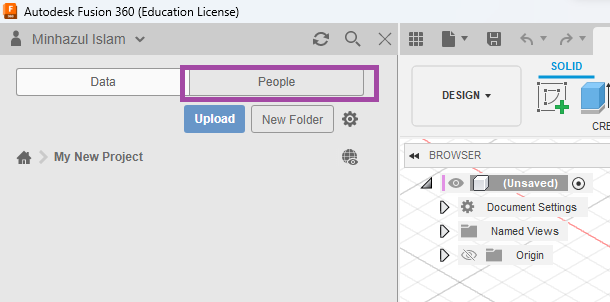 Autodesk Fusion 360 (Education License)
Minhazul Islam
Data
People
Upload
New Folder
My New Project
DESIGN
SOLID
CRE
BROWSER
(Unsaved)
Document Settings
Named Views
Origin